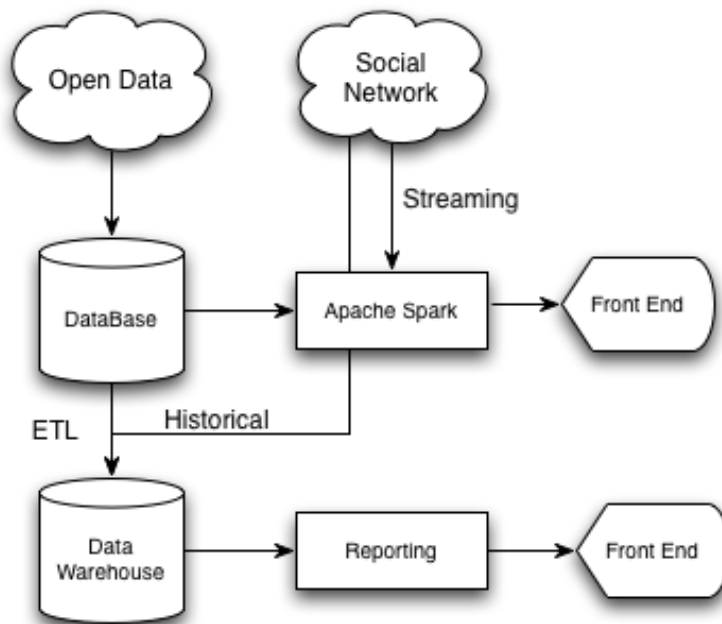 Open Data
Social
Network
Streaming
DataBase
Apache Spark
Front End
ETL
Historical
Data
Warehouse
Reporting
Front End